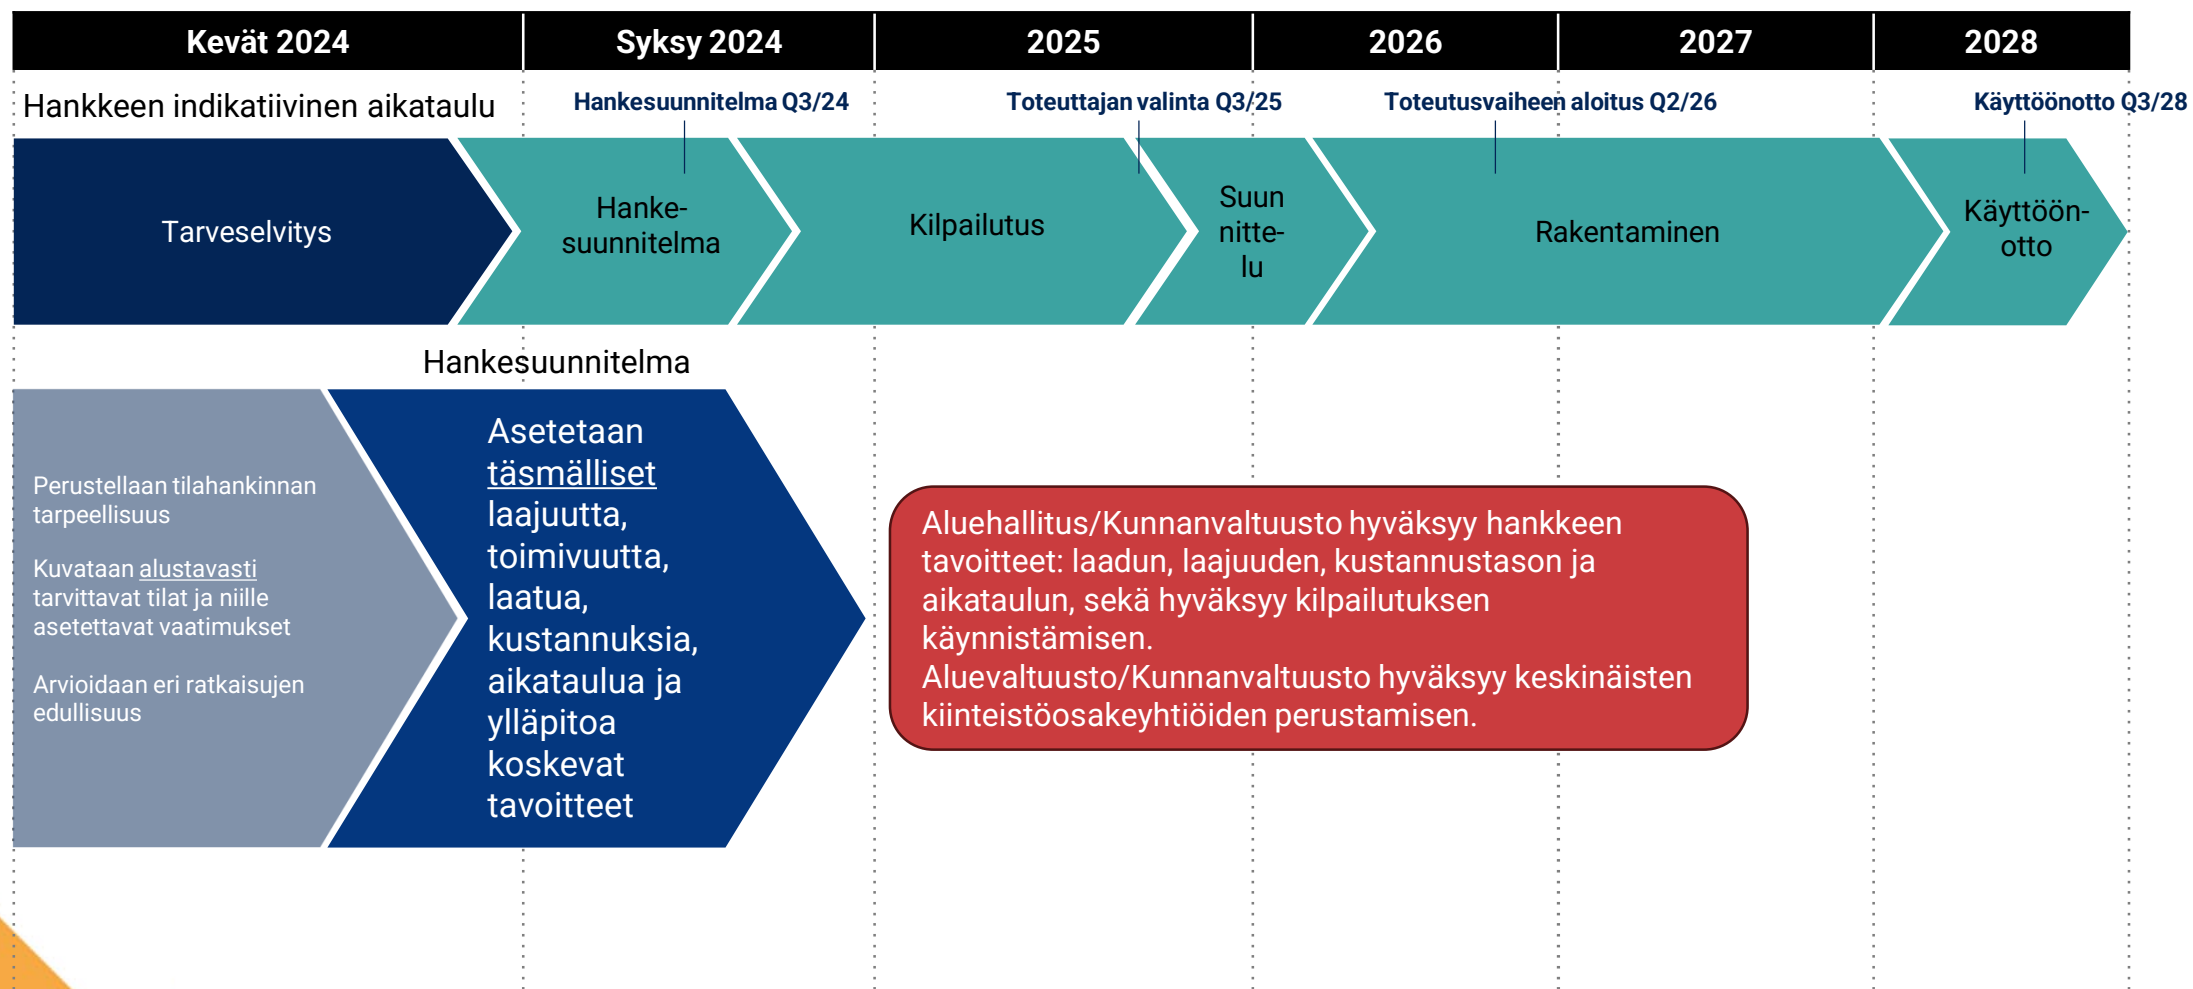 Kevät 2024
Syksy 2024
2025
2026
2027
2028
Hankkeen indikatiivinen aikataulu
Hankesuunnitelma Q3/24
Toteuttajan valinta Q3/25
Toteutusvaiheen aloitus Q2/26
Käyttöönotto Q3/28
Tarveselvitys
Hanke-
suunnitelma
Kilpailutus
Suun
nitte-
lu
Rakentaminen
Käyttöön-
otto
Hankesuunnitelma
Perustellaan tilahankinnan
tarpeellisuus
Kuvataan alustavasti
tarvittavat tilat ja niille
asetettavat vaatimukset
Arvioidaan eri ratkaisujen
edullisuus
Asetetaan
täsmälliset
laajuutta,
toimivuutta,
laatua,
kustannuksia,
aikataulua ja
ylläpitoa
koskevat
tavoitteet
Aluehallitus/Kunnanvaltuusto hyväksyy hankkeen
tavoitteet: laadun, laajuuden, kustannustason ja
aikataulun, sekä hyväksyy kilpailutuksen
käynnistämisen.
Aluevaltuusto/Kunnanvaltuusto hyväksyy keskinäisten
kiinteistöosakeyhtiöiden perustamisen.